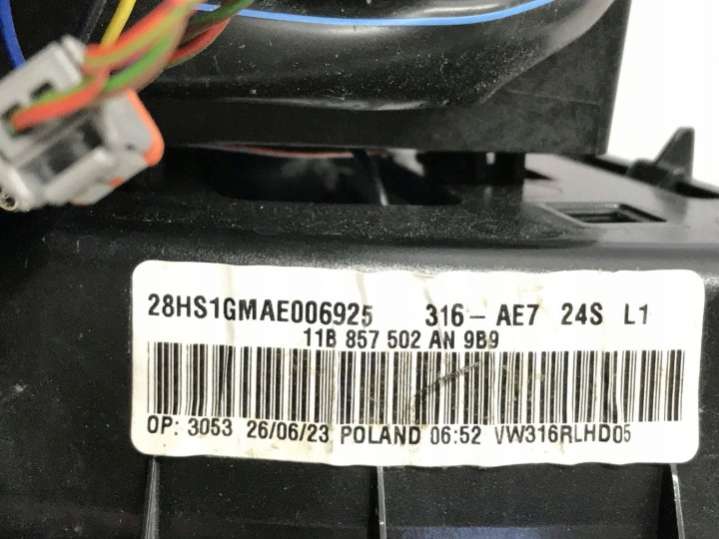 28HS1GMAE006925 316-AE7 24S L1
11B 857 502 AN 9B9
OP: 3053 26/06/23 POLAND 06:52 VW316RLHD05